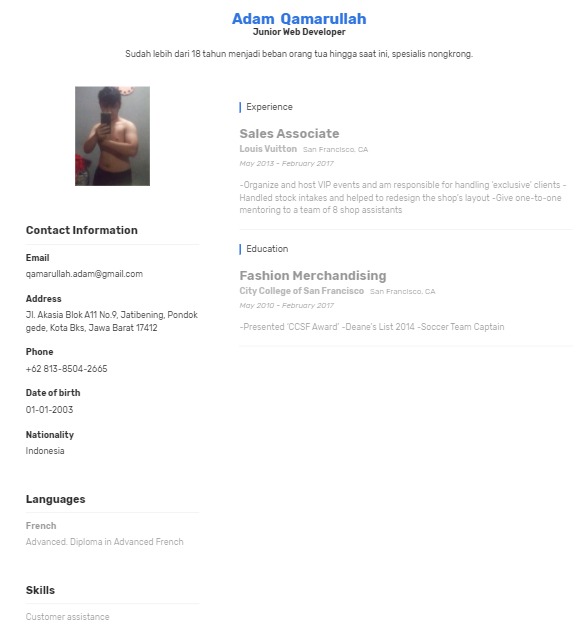 Adam Qamarullah
Junior Web Developer
Sudah lebih dari 18 tahun menjadi beban orang tua hingga saat ini, spesialis nongkrong.
Contact Information
Email
qamarullah.adam@gmail.com
Address
Jl. Akasia Blok A11 No.9, Jatibening, Pondok
gede, Kota Bks, Jawa Barat 17412
Phone
+62 813-8504-2665
Date of birth
01-01-2003
Nationality
Indonesia
Languages
French
Advanced. Diploma in Advanced French
Skills
Customer assistance
Experience
Sales Associate
Louis Vuitton San Francisco, CA
May 2013 - February 2017
-Organize and host VIP events and am responsible for handling 'exclusive' clients -
Handled stock intakes and helped to redesign the shop's layout -Give one-to-one
mentoring to a team of 8 shop assistants
Education
Fashion Merchandising
City College of San Francisco San Francisco, CA
May 2010 - February 2017
-Presented 'CCSF Award' -Deane's List 2014 -Soccer Team Captain